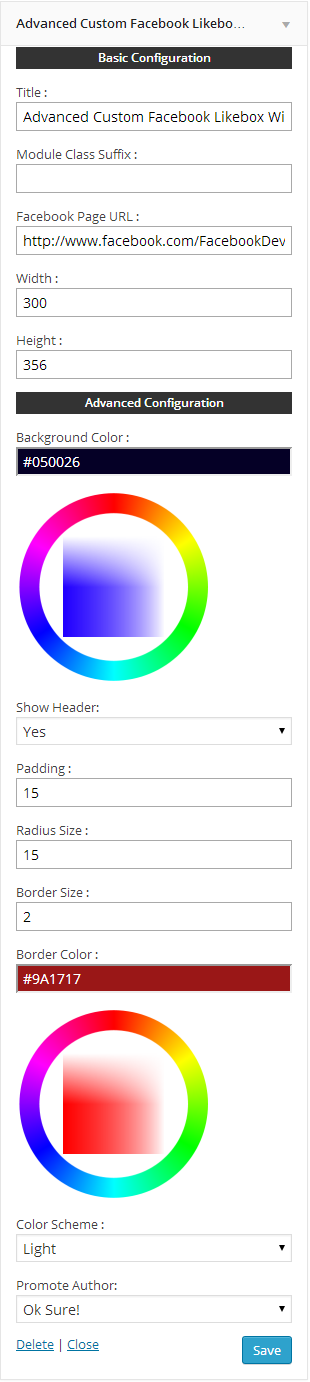 Advanced Custom Facebook Likebo...
Basic Configuration
Title :
Advanced Custom Facebook Likebox Wi
Module Class Suffix :
Facebook Page URL :
http://www.facebook.com/FacebookDev
Width :
300
Height :
356
Advanced Configuration
Background Color :
#050026
Show Header:
Yes
Padding :
15
Radius Size :
15
Border Size :
2
Border Color :
#9A1717
Color Scheme :
Light
Promote Author:
Ok Sure!
Delete | Close
Save